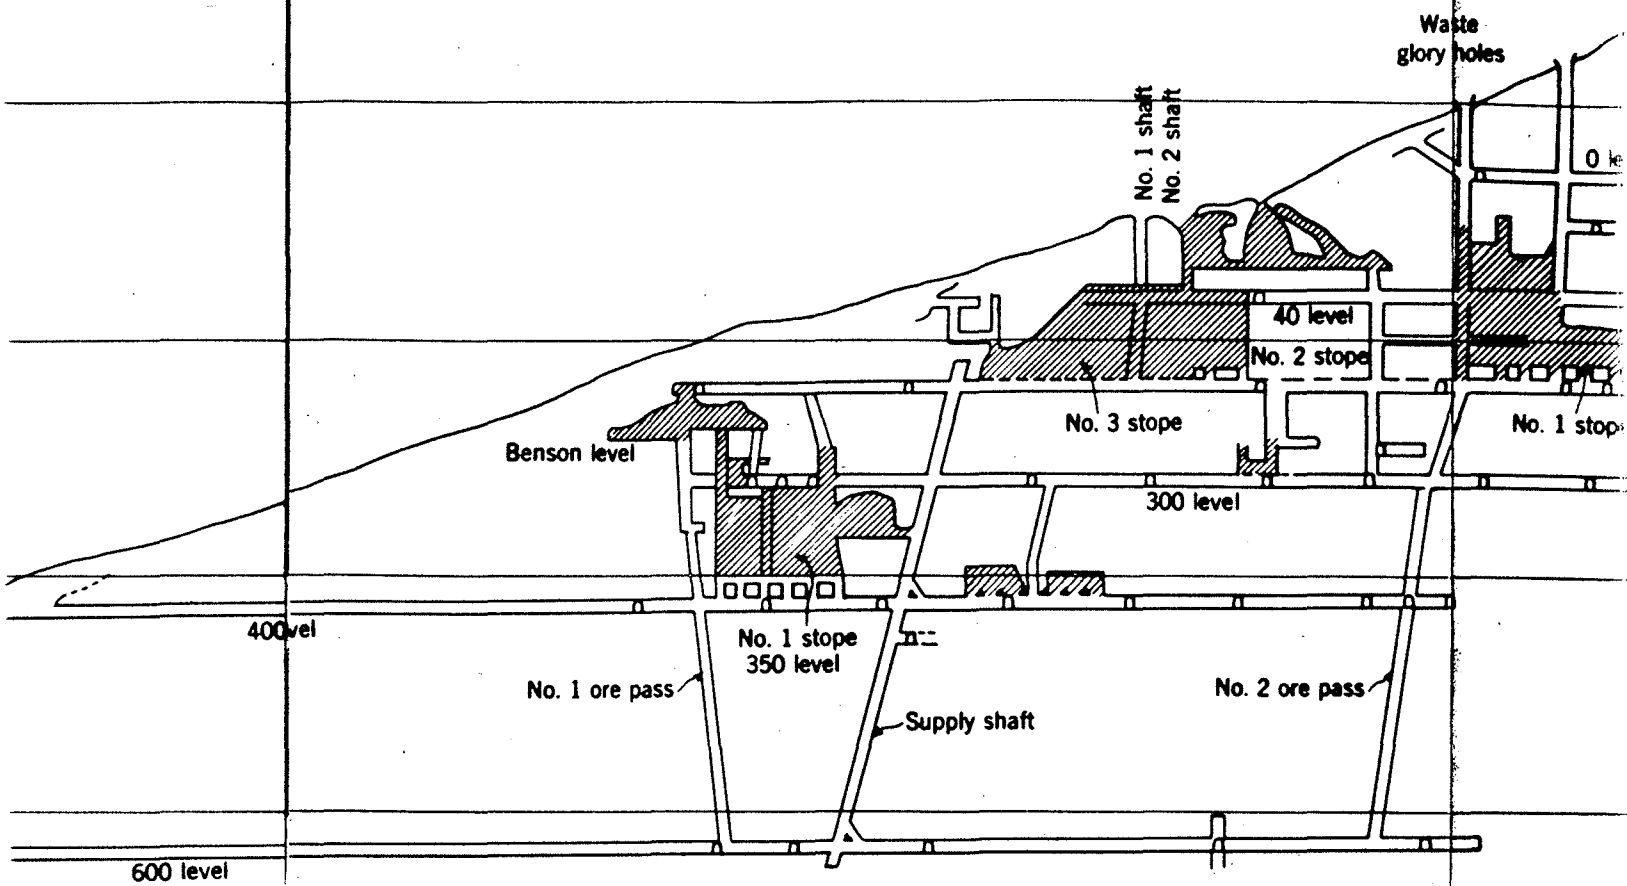 Waste
glory holes
No. 1 shaft
No. 2 shaft
0 le
40 level
No. 2 stope
No. 3 stope
No. 1 stop
Benson level
300 level
400vel
No. 1 stope
350 level
No. 1 ore pass
No. 2 ore pass
Supply shaft
600 level